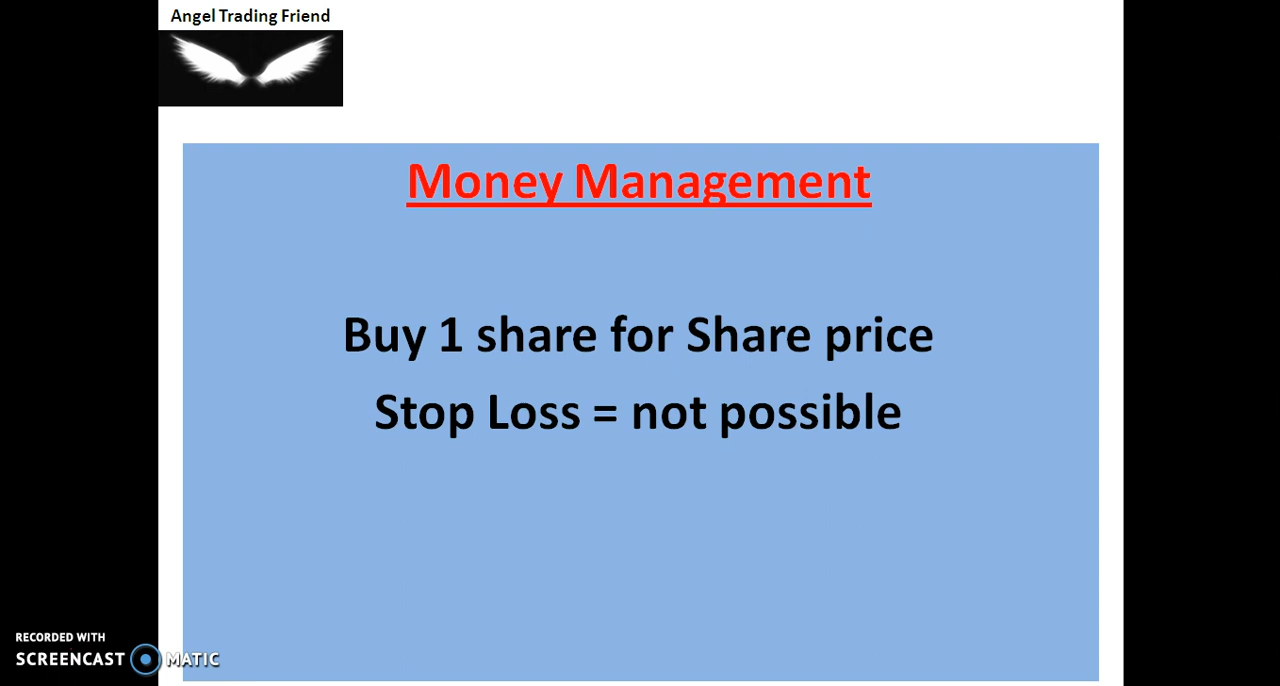 Angel Trading Friend
Money Management
Buy 1 share for Share price
Stop Loss = not possible
RECORDED WITH
SCREENCAST MATIC